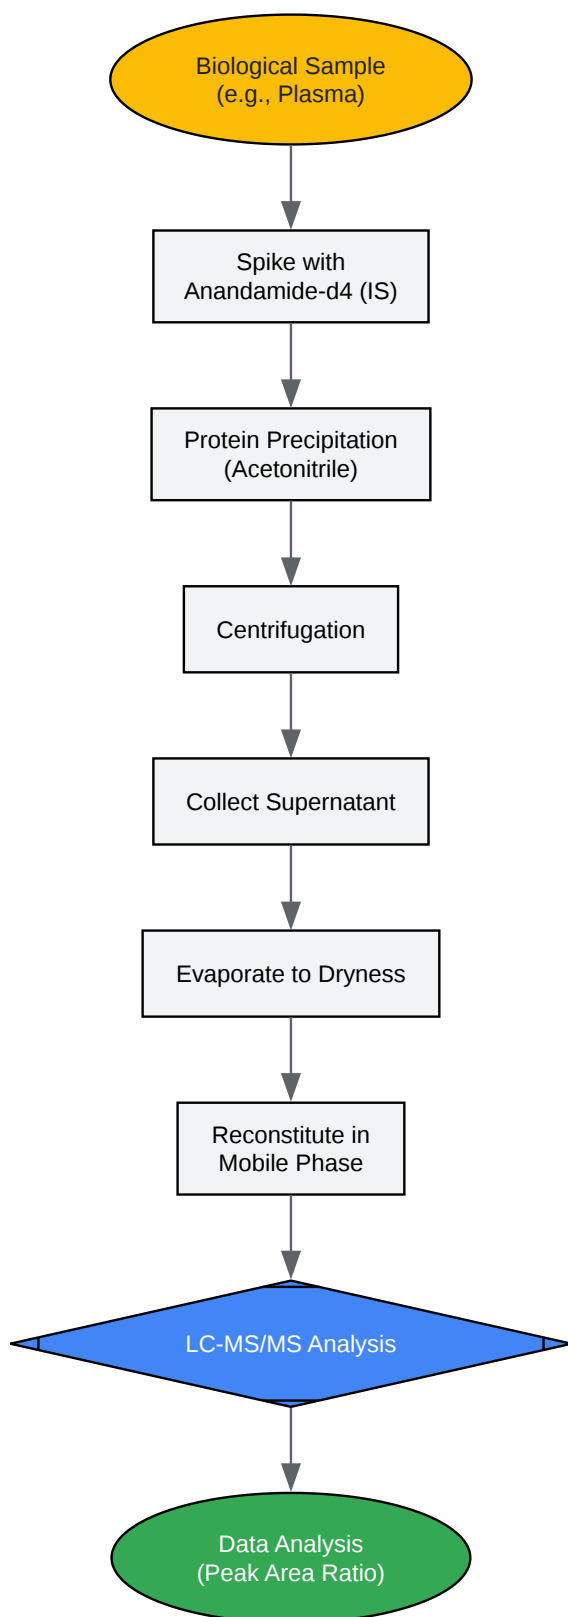 Biological Sample
(e.g., Plasma)
Spike with
Anandamide-d4 (IS)
Protein Precipitation
(Acetonitrile)
Centrifugation
Collect Supernatant
Evaporate to Dryness
Reconstitute in
Mobile Phase
LC-MS/MS Analysis
Data Analysis
(Peak Area Ratio)